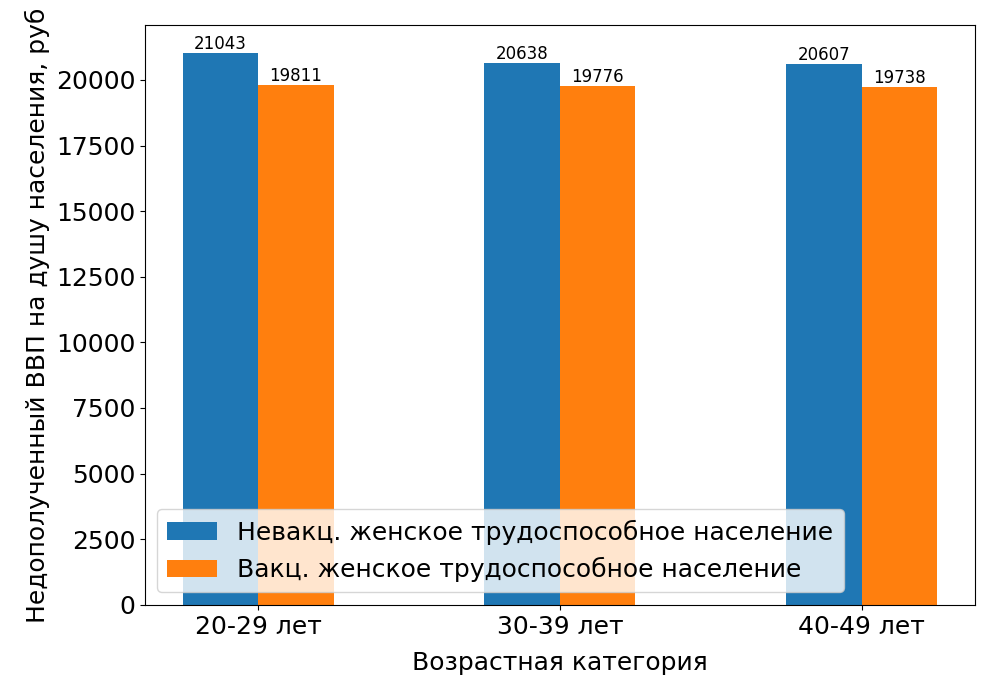 Недополученный ВВП на душу населения, руб
20000
17500
15000
12500
10000
7500
5000
2500
0
21043
19811
20638
19776
20607
19738
Невакц. женское трудоспособное население
Вакц. женское трудоспособное население
20-29 лет
30-39 лет
40-49 лет
Возрастная категория